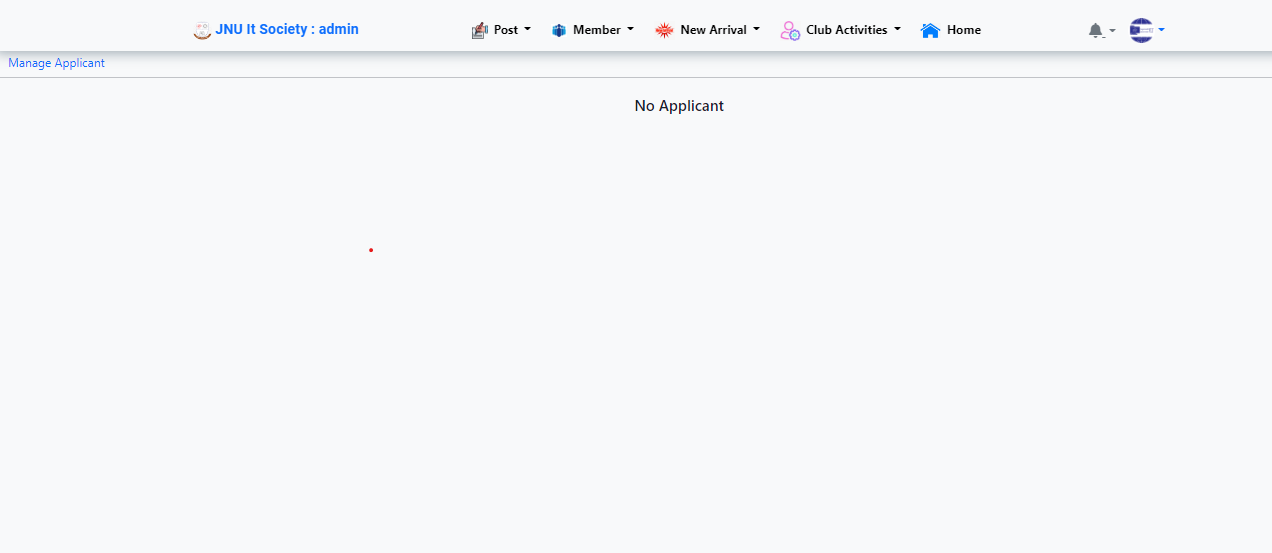 JNU It Society : admin Post Member New Arrival Club Activities Home
Manage Applicant
No Applicant